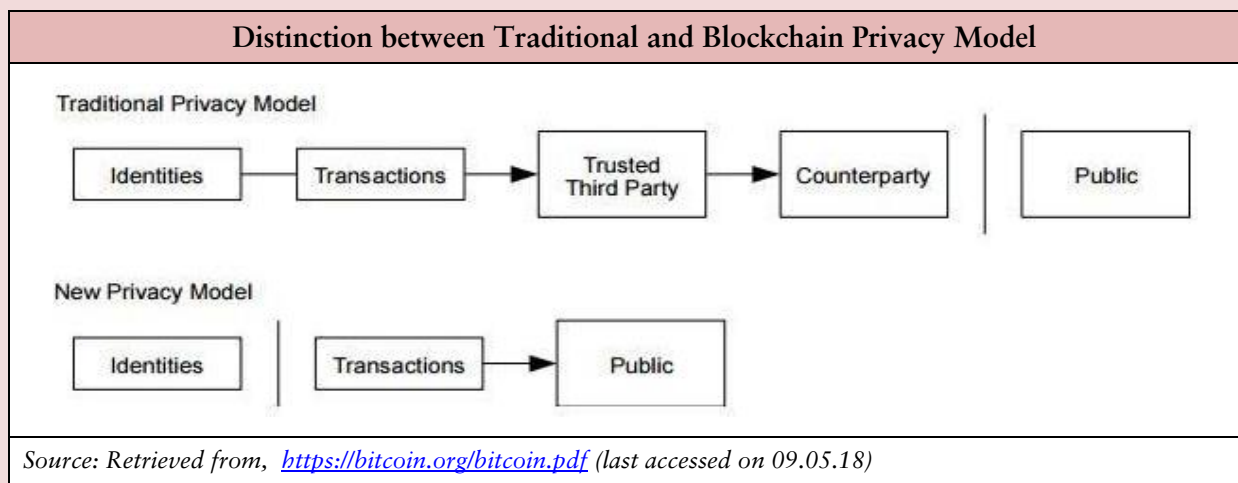 Distinction between Traditional and Blockchain Privacy Model
Traditional Privacy Model
Identities
Transactions
Trusted
Third Party
Counterparty
Public
New Privacy Model
Identities
Transactions
Public
Source: Retrieved from, https://bitcoin.org/bitcoin.pdf (last accessed on 09.05.18)